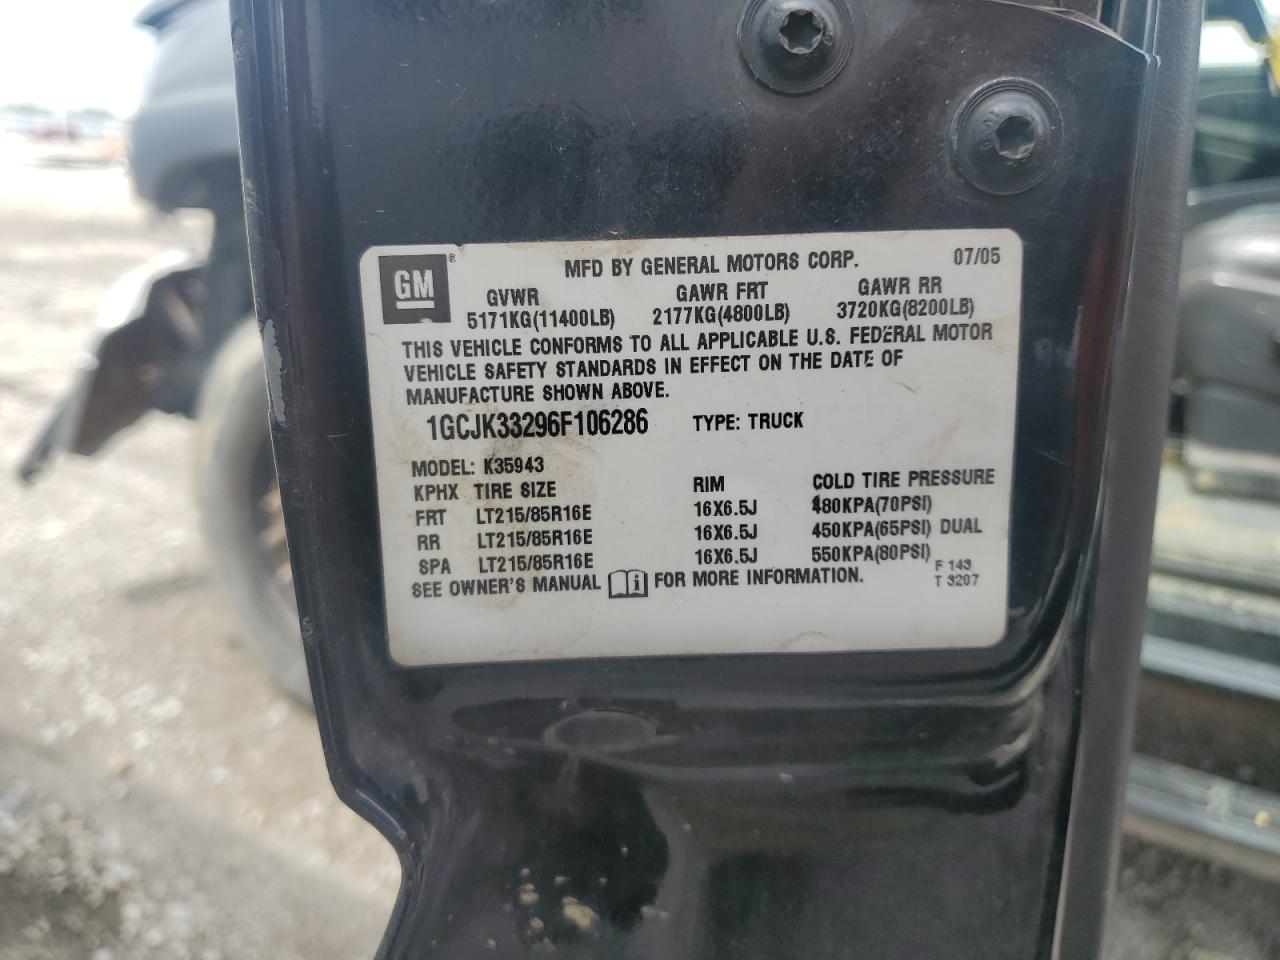 GM® MFD BY GENERAL MOTORS CORP. 07/05
GVWR GAWR FRT GAWR RR
5171KG(11400LB) 2177KG(4800LB) 3720KG(8200LB)
THIS VEHICLE CONFORMS TO ALL APPLICABLE U.S. FEDERAL MOTOR
VEHICLE SAFETY STANDARDS IN EFFECT ON THE DATE OF
MANUFACTURE SHOWN ABOVE.
1GCJK33296F106286 TYPE: TRUCK
MODEL: K35943
KPHX TIRE SIZE RIM COLD TIRE PRESSURE
FRT LT215/85R16E 16X6.5J 480KPA(70PSI)
RR LT215/85R16E 16X6.5J 450KPA(65PSI) DUAL
SPA LT215/85R16E 16X6.5J 550KPA(80PSI)
SEE OWNER'S MANUAL i FOR MORE INFORMATION.
F 143
T 3207